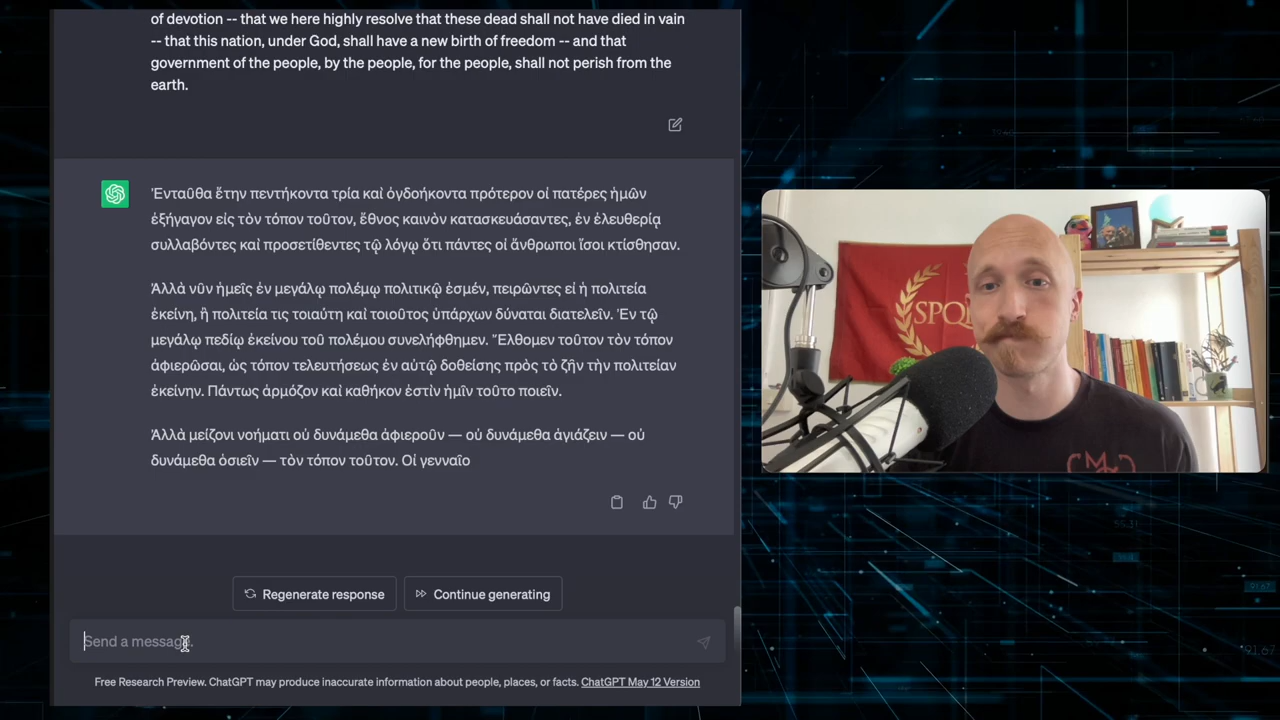 of devotion -- that we here highly resolve that these dead shall not have died in vain
-- that this nation, under God, shall have a new birth of freedom -- and that
government of the people, by the people, for the people, shall not perish from the
earth.
Ἐνταῦθα ἔτην πεντήκοντα τρία καὶ ὀγδοήκοντα πρότερον οἱ πατέρες ἡμῶν
ἐξήγαγον εἰς τὸν τόπον τοῦτον, ἔθνος καινὸν κατασκευάσαντες, ἐν ἐλευθερίᾳ
συλλαβόντες καὶ προσετίθεντες τῷ λόγῳ ὅτι πάντες οἱ ἄνθρωποι ἴσοι κτίσθησαν.
Ἀλλὰ νῦν ἡμεῖς ἐν μεγάλῳ πολέμῳ πολιτικῷ ἐσμέν, πειρῶντες εἰ ἡ πολιτεία
ἐκείνη, ἢ πολιτεία τις τοιαύτη καὶ τοιοῦτος ὑπάρχων δύναται διατελεῖν. Ἐν τῷ
μεγάλῳ πεδίῳ ἐκείνου τοῦ πολέμου συνελήφθημεν. Ἔλθομεν τοῦτον τὸν τόπον
ἀφιερῶσαι, ὡς τόπον τελευτήσεως ἐν αὐτῷ δοθείσης πρὸς τὸ ζῆν τὴν πολιτείαν
ἐκείνην. Πάντως ἁρμόζον καὶ καθήκον ἐστὶν ἡμῖν τοῦτο ποιεῖν.
Ἀλλὰ μείζονι νοήματι οὐ δυνάμεθα ἀφιεροῦν — οὐ δυνάμεθα ἁγιάζειν — οὐ
δυνάμεθα ὁσιεῖν — τὸν τόπον τοῦτον. Οἱ γενναῖο
Regenerate response
Continue generating
Send a message.
Free Research Preview. ChatGPT may produce inaccurate information about people, places, or facts. ChatGPT May 12 Version
SPQR
91.67